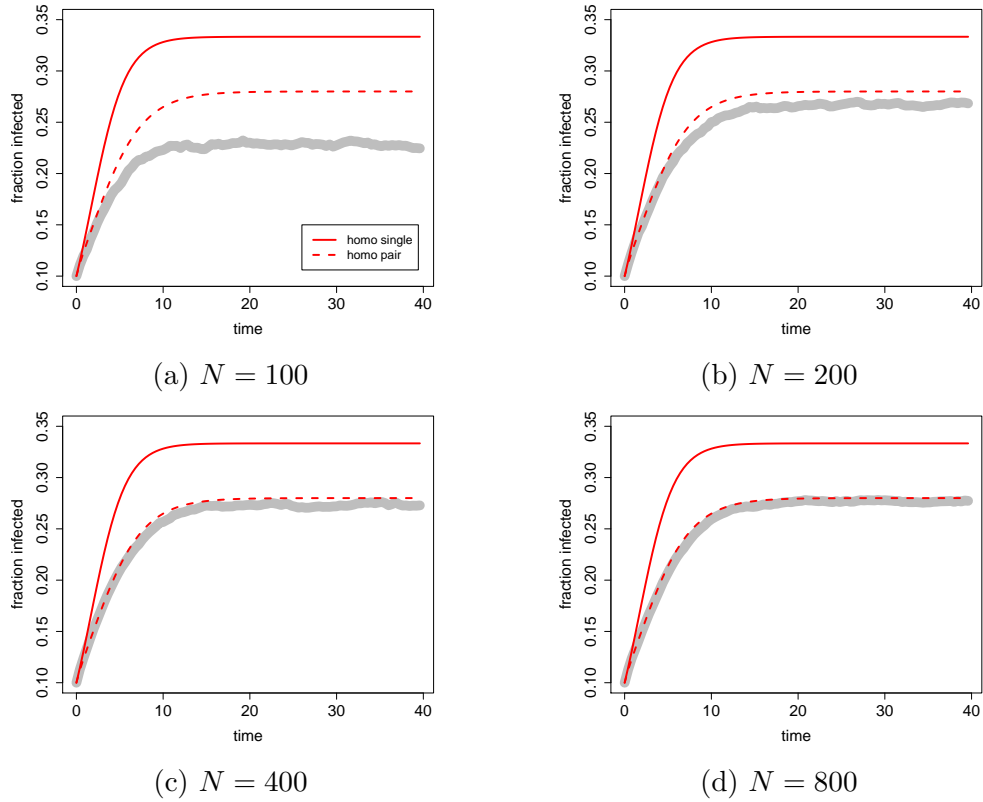 0.35
0.30
0.25
0.20
0.15
0.10
fraction infected
homo single
homo pair
0 10 20 30 40
time
(a) N = 100
0.35
0.30
0.25
0.20
0.15
0.10
fraction infected
0 10 20 30 40
time
(b) N = 200
0.35
0.30
0.25
0.20
0.15
0.10
fraction infected
0 10 20 30 40
time
(c) N = 400
0.35
0.30
0.25
0.20
0.15
0.10
fraction infected
0 10 20 30 40
time
(d) N = 800